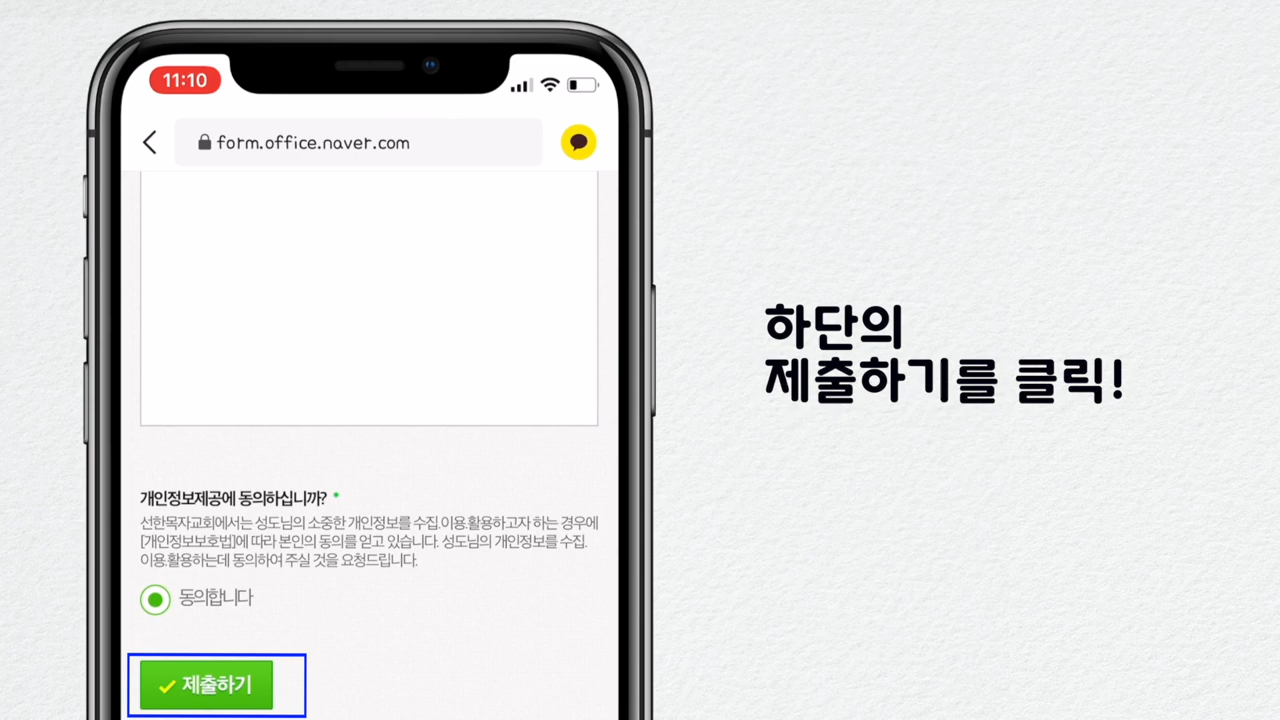 11:10
form.office.naver.com
하단의
제출하기를 클릭!
개인정보제공에 동의하십니까? *
선한목자교회에서는 성도님의 소중한 개인정보를 수집.이용.활용하고자 하는 경우에
[개인정보보호법]에 따라 본인의 동의를 얻고 있습니다. 성도님의 개인정보를 수집.
이용.활용하는데 동의하여 주실 것을 요청드립니다.
동의합니다
제출하기